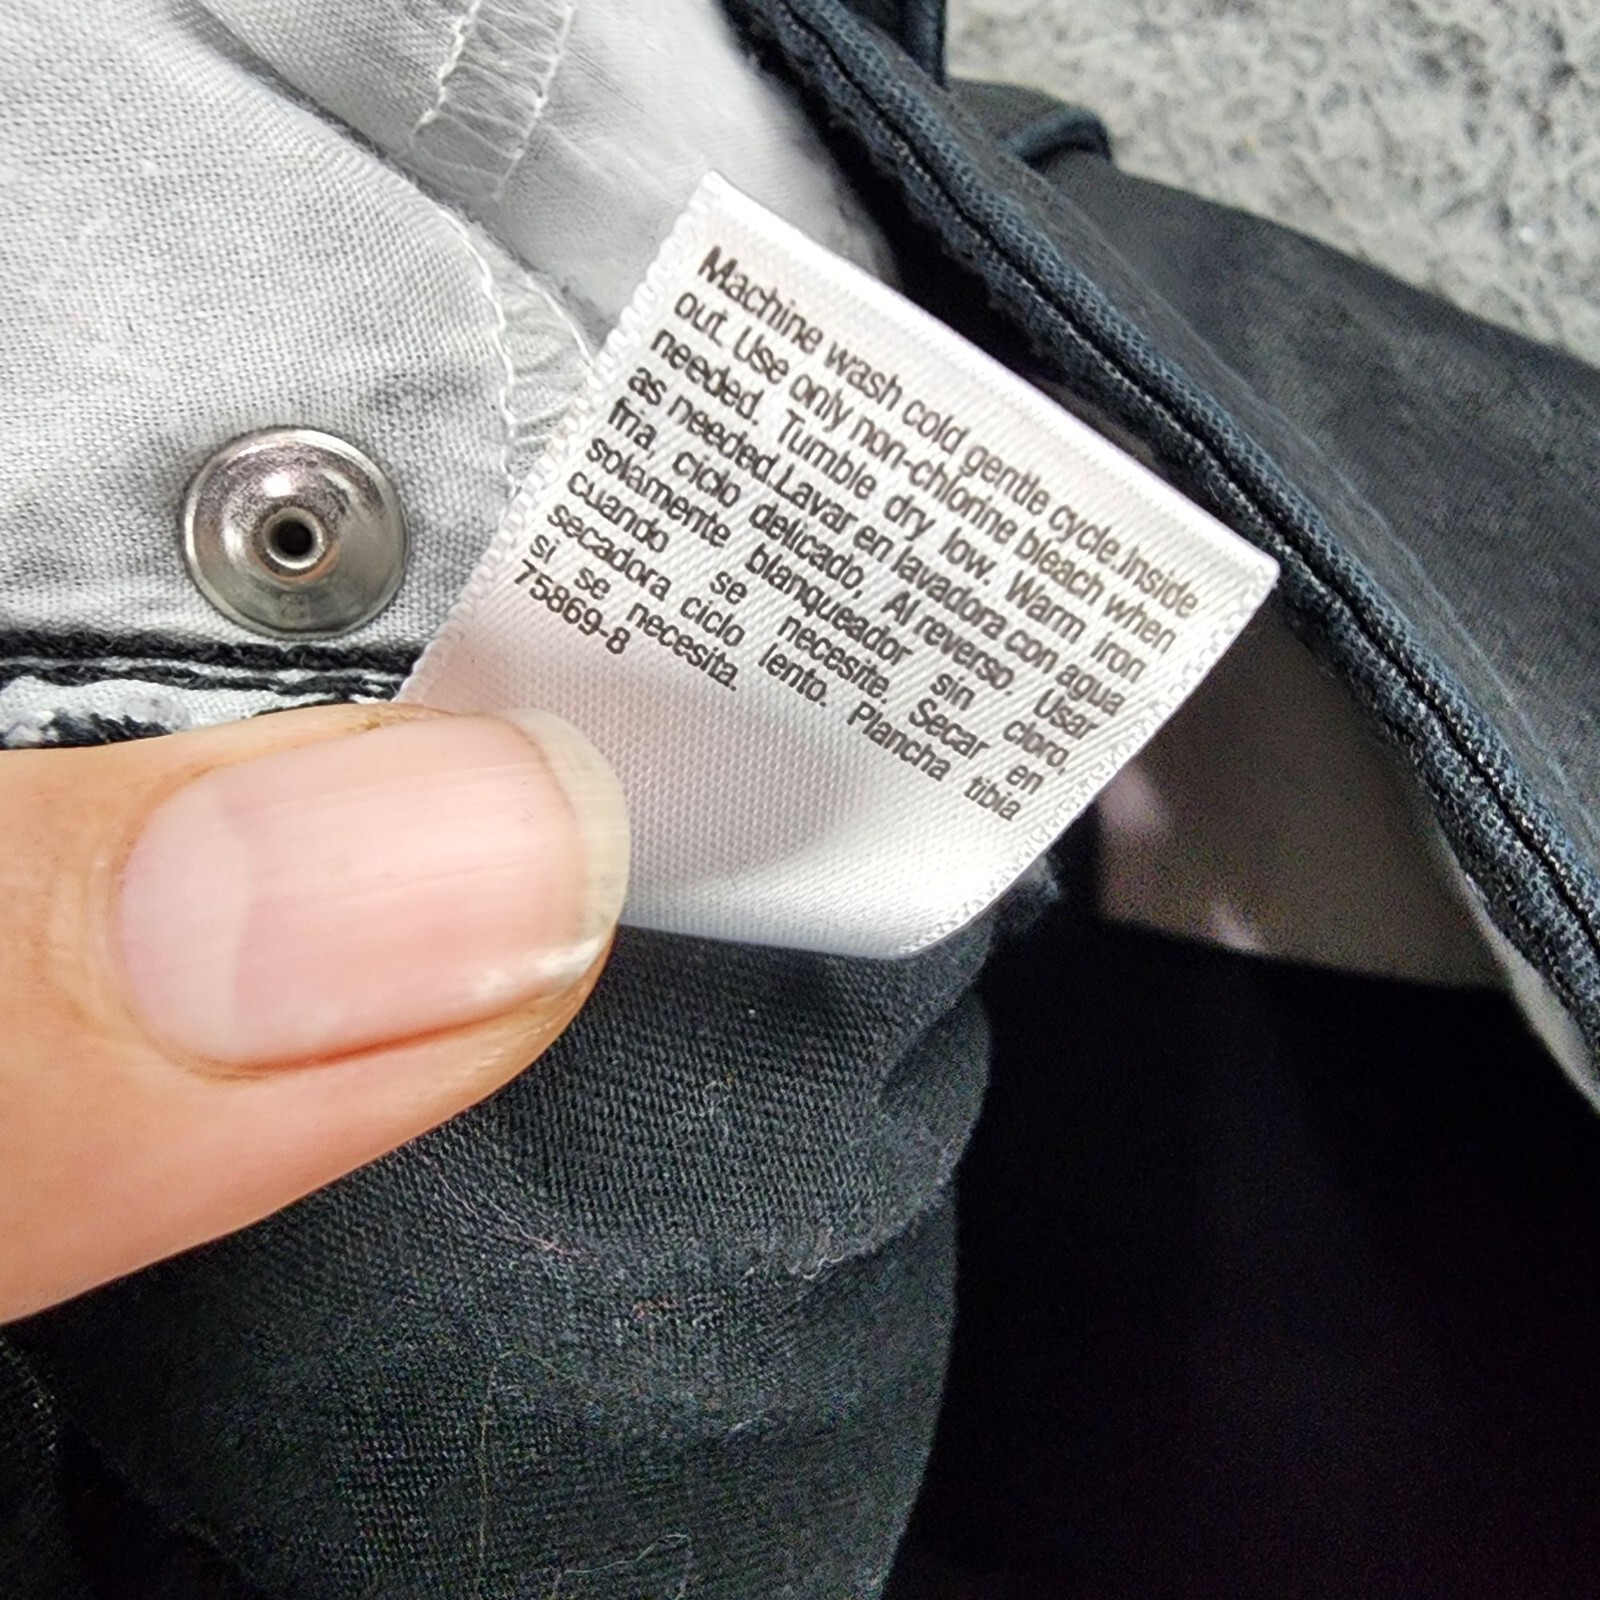 Machine wash cold gentle cycle.Inside
out. Use only non-chlorine bleach when
needed. Tumble dry low. Warm iron
as needed.Lavar en lavadora con agua
fria, ciclo delicado, Al reverso. Usar
solamente blanqueador sin cloro,
cuando se necesite. Secar en
secadora ciclo lento. Plancha tibia
si se necesita.
75869-8